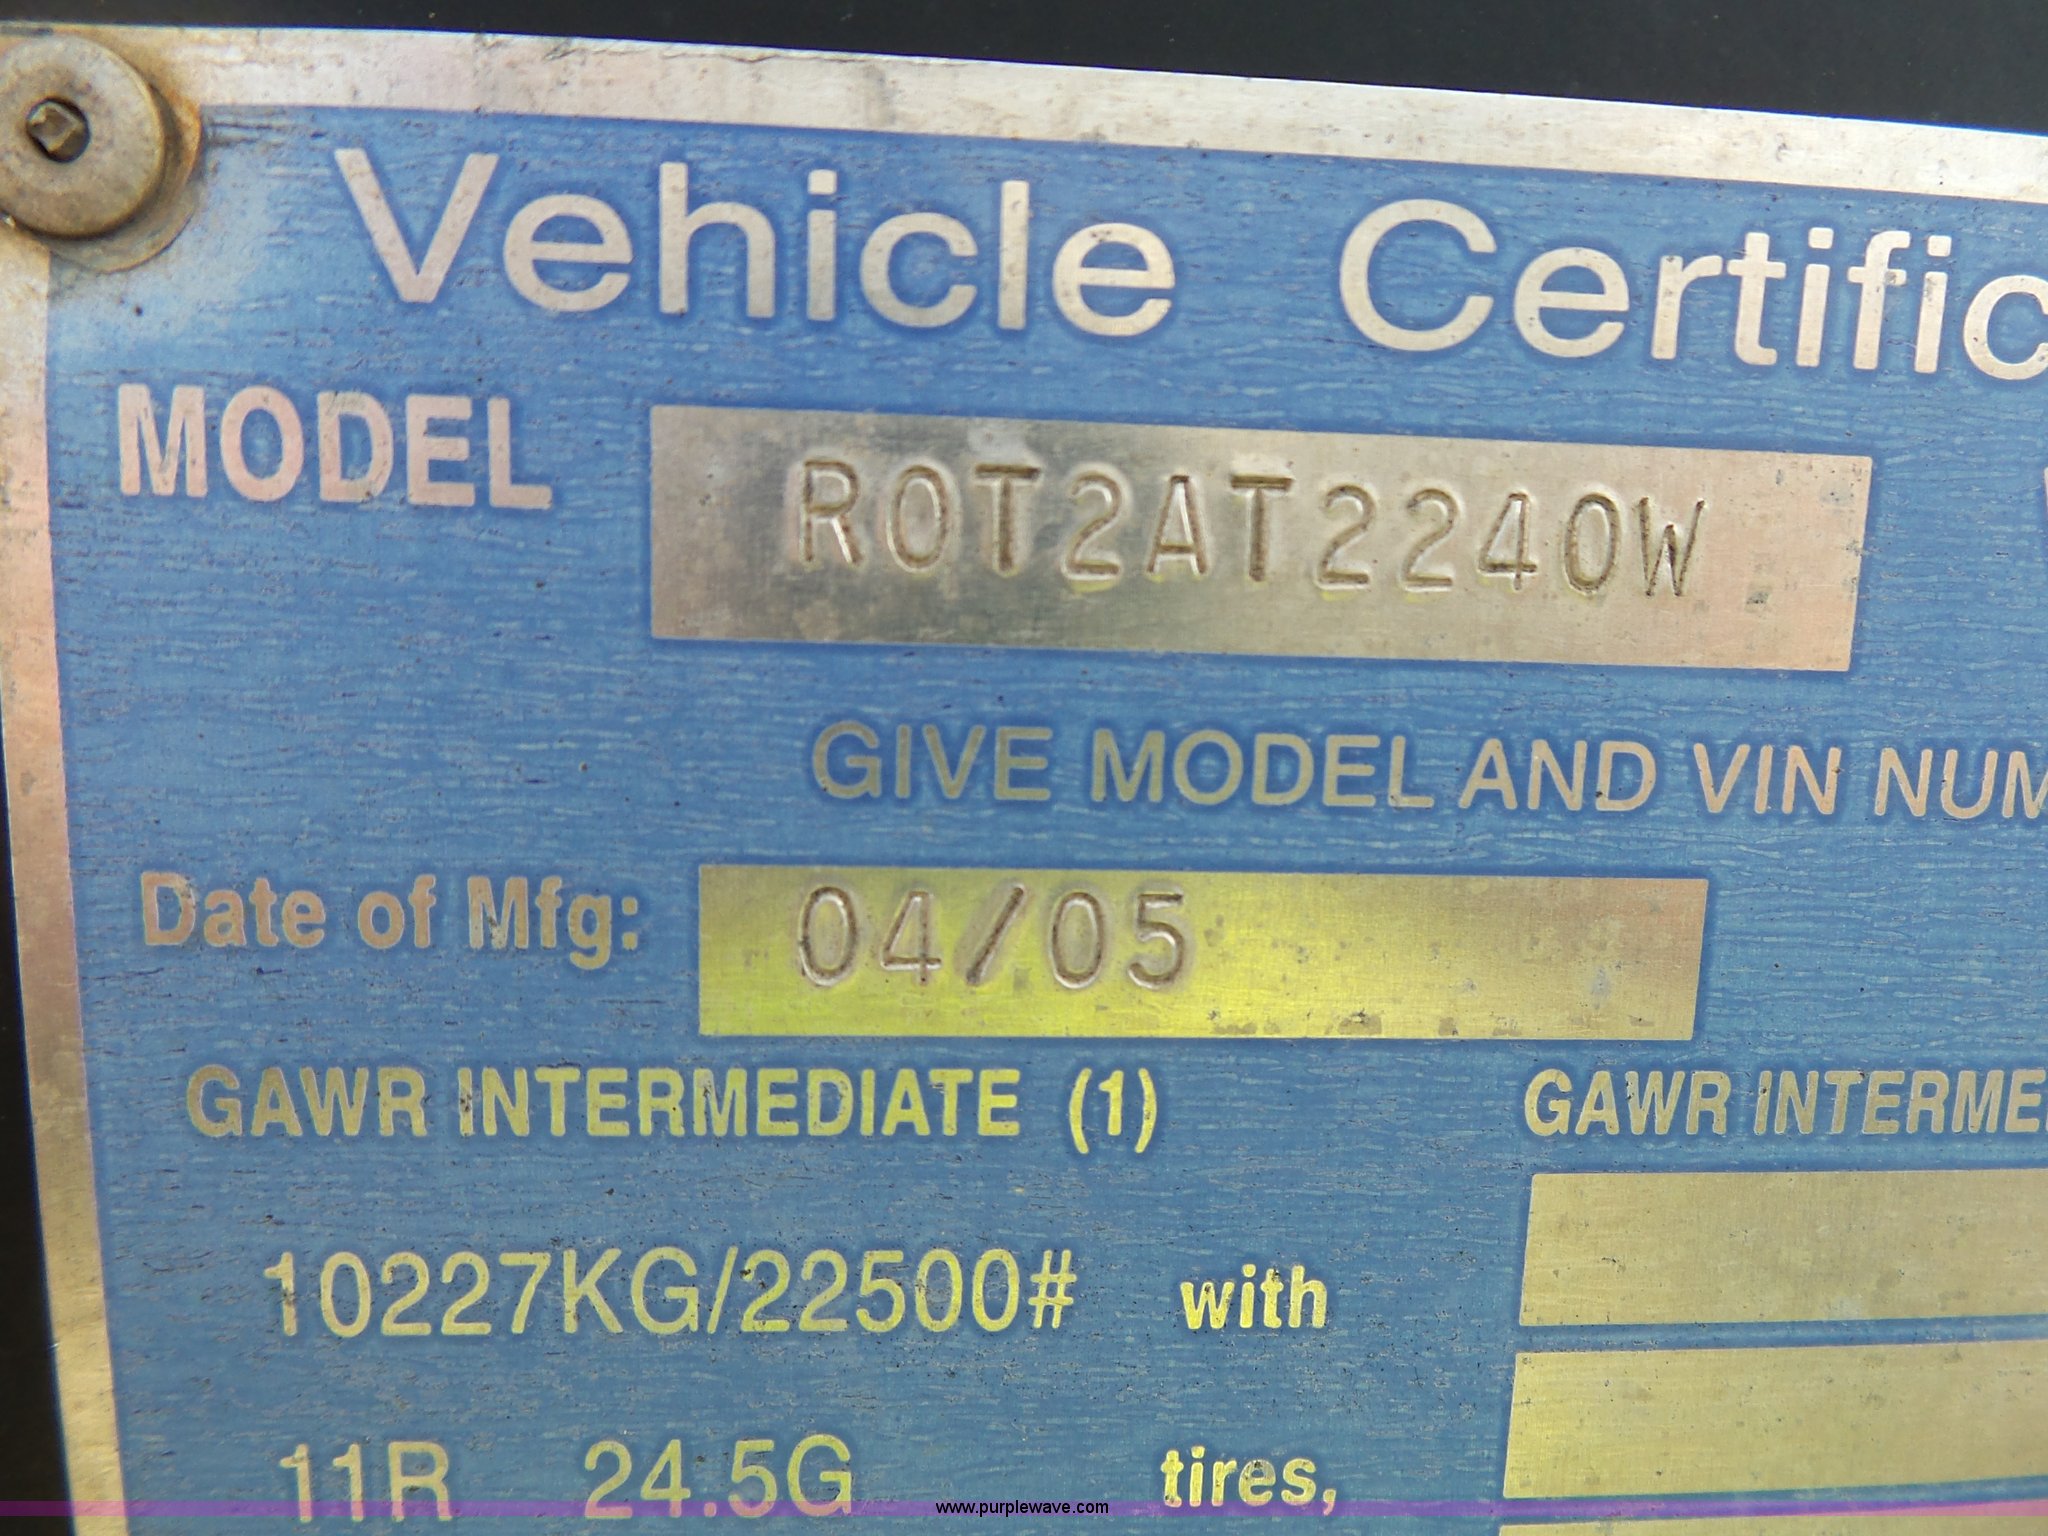 Vehicle Certific
MODEL R0T2AT2240W
GIVE MODEL AND VIN NUM
Date of Mfg: 04/05
GAWR INTERMEDIATE (1) GAWR INTERME
10227KG/22500# with
11R 24.5G tires,
www.purplewave.com